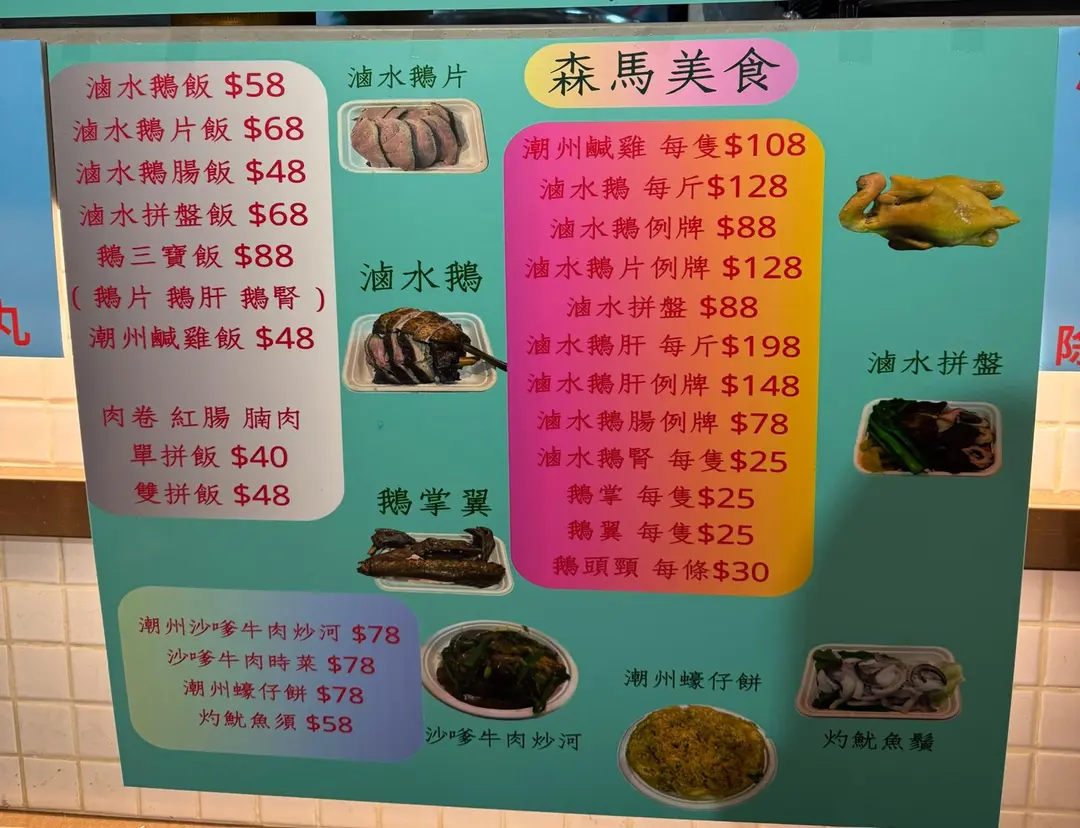 森馬美食
滷水鵝飯 $58
滷水鵝片飯 $68
滷水鵝腸飯 $48
滷水拼盤飯 $68
鵝三寶飯 $88
( 鵝片 鵝肝 鵝腎 )
潮州鹹雞飯 $48
肉卷 紅腸 腩肉
單拼飯 $40
雙拼飯 $48
滷水鵝片
滷水鵝
鵝掌翼
潮州鹹雞 每隻$108
滷水鵝 每斤$128
滷水鵝例牌 $88
滷水鵝片例牌 $128
滷水拼盤 $88
滷水鵝肝 每斤$198
滷水鵝肝例牌 $148
滷水鵝腸例牌 $78
滷水鵝腎 每隻$25
鵝掌 每隻$25
鵝翼 每隻$25
鵝頭頸 每條$30
滷水拼盤
潮州沙嗲牛肉炒河 $78
沙嗲牛肉時菜 $78
潮州蠔仔餅 $78
灼魷魚須 $58
沙嗲牛肉炒河
潮州蠔仔餅
灼魷魚鬚
丸